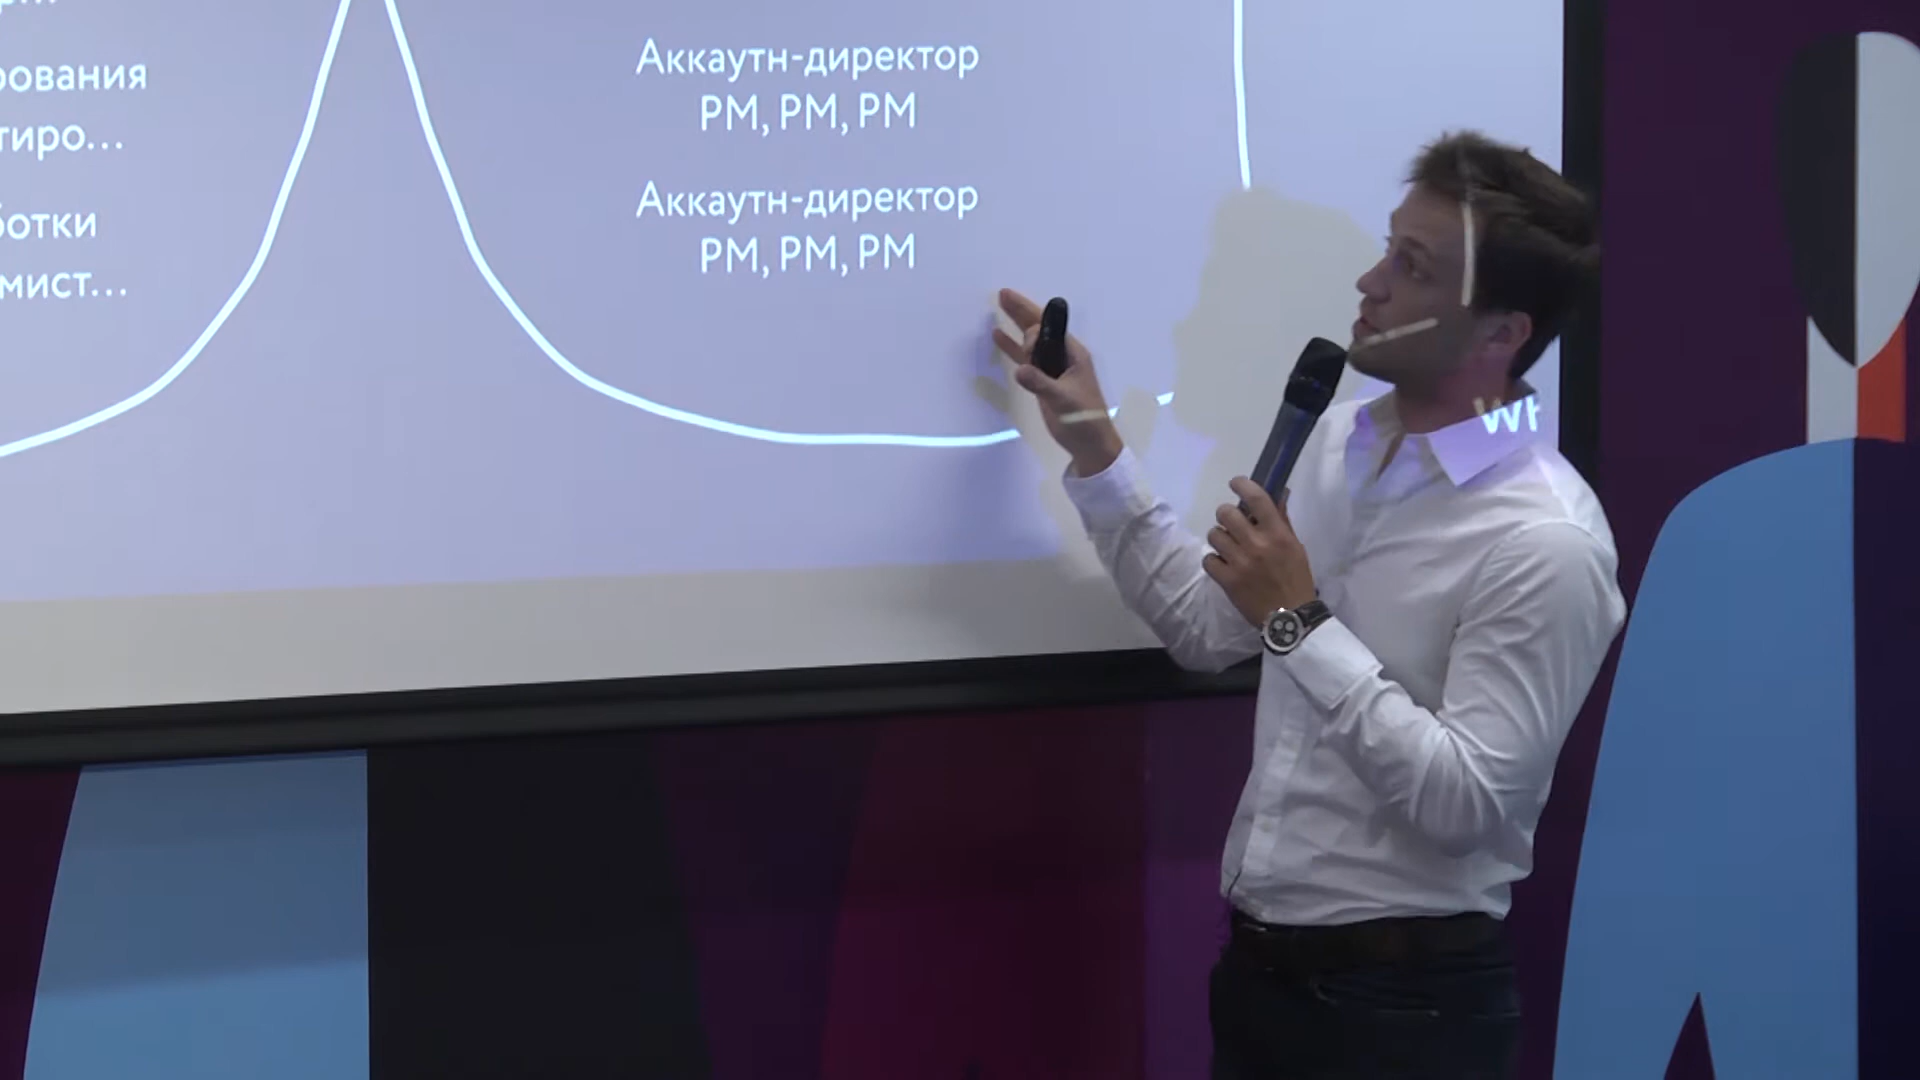 рования
тиро...
ботки
мист...
Аккаутн-директор
PM, PM, PM
Аккаутн-директор
PM, PM, PM